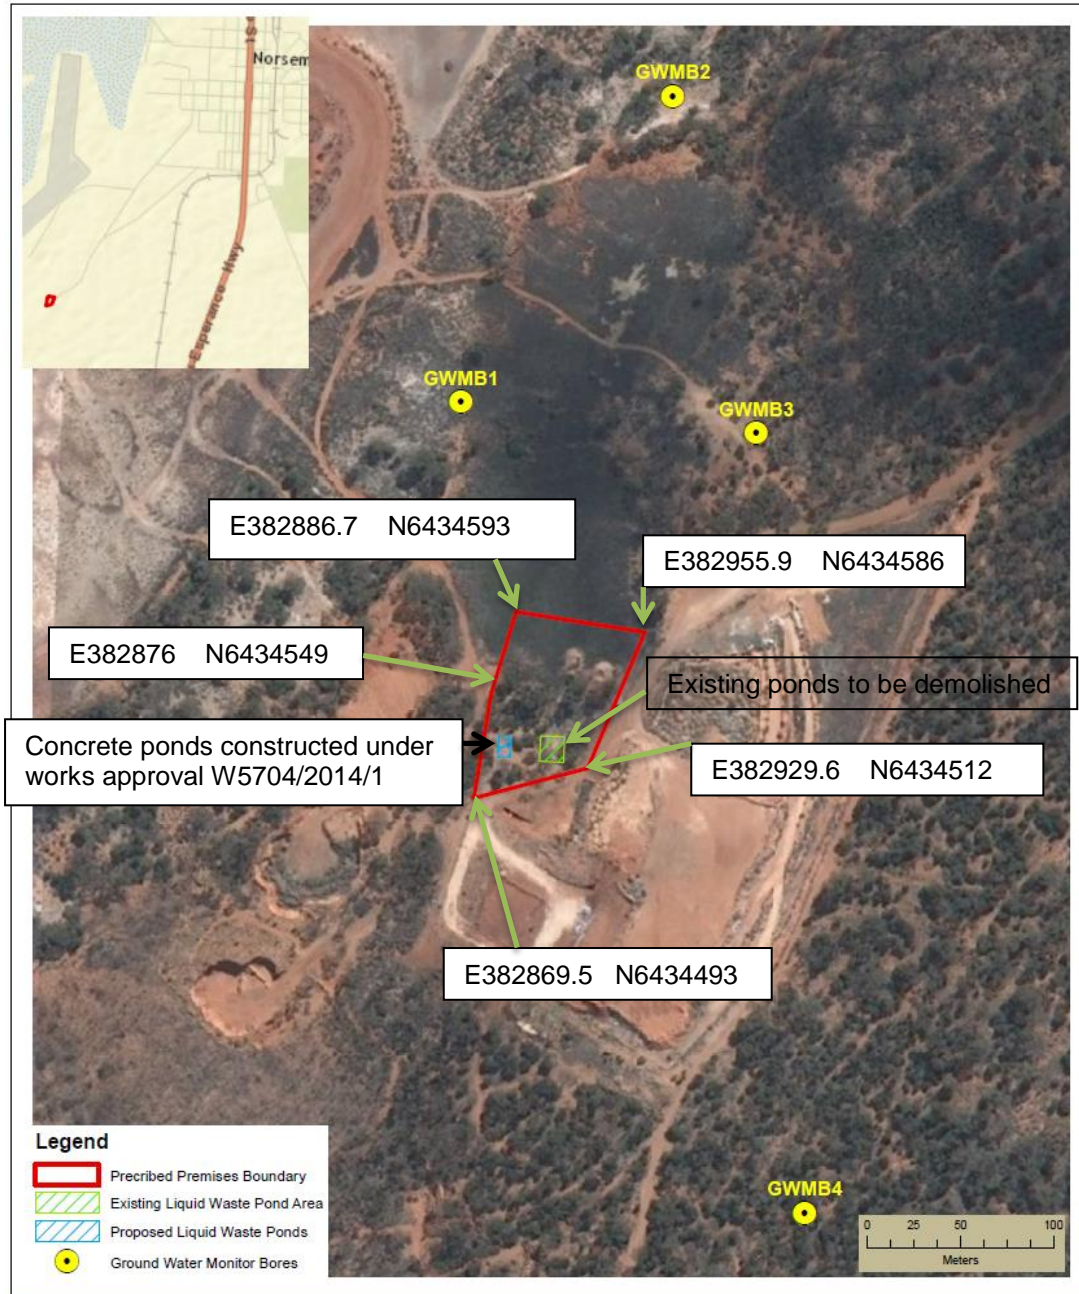 Norsem
Esperance Hwy
GWMB2
GWMB1
GWMB3
E382886.7 N6434593
E382955.9 N6434586
E382876 N6434549
Existing ponds to be demolished
Concrete ponds constructed under
works approval W5704/2014/1
E382929.6 N6434512
E382869.5 N6434493
GWMB4
Legend
Precribed Premises Boundary
Existing Liquid Waste Pond Area
Proposed Liquid Waste Ponds
Ground Water Monitor Bores
0 25 50 100
Meters